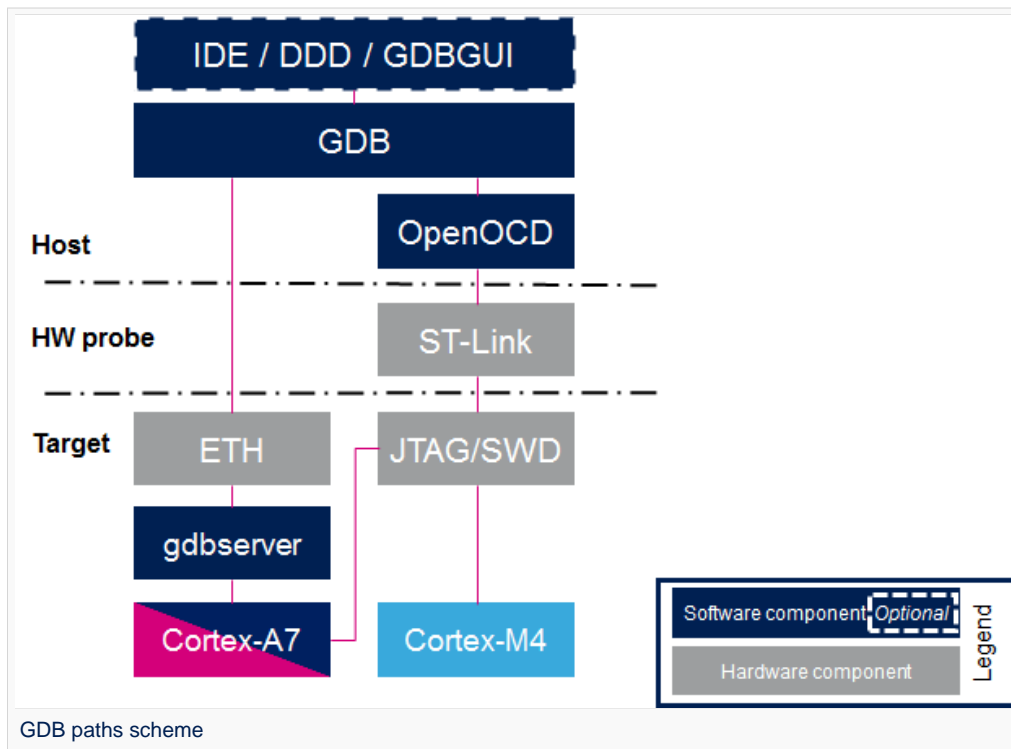 IDE / DDD / GDBGUI
GDB
OpenOCD
Host
HW probe
ST-Link
Target
ETH
JTAG/SWD
gdbserver
Cortex-A7
Cortex-M4
Software component
Optional
Hardware component
Legend
GDB paths scheme